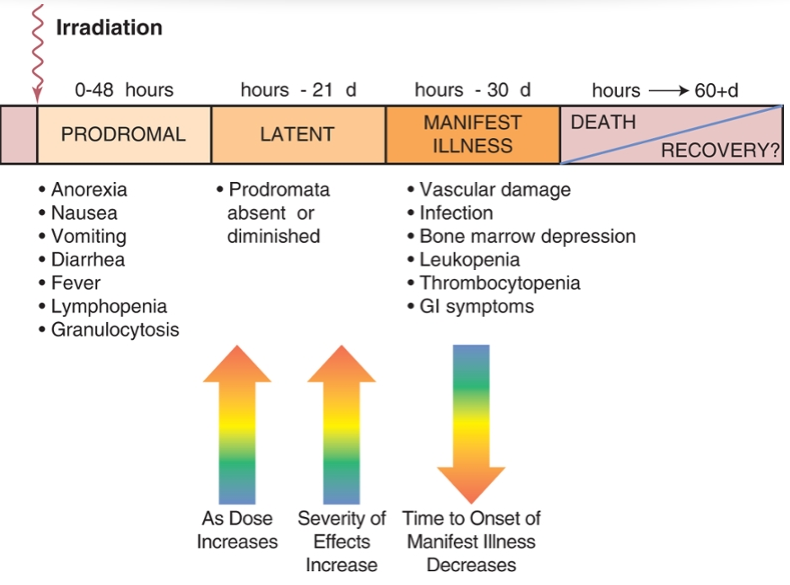 Irradiation
0-48 hours
hours - 21 d
hours - 30 d
hours → 60+d
PRODROMAL
LATENT
MANIFEST
ILLNESS
DEATH
RECOVERY?
• Anorexia
• Nausea
• Vomiting
• Diarrhea
• Fever
• Lymphopenia
• Granulocytosis
• Prodromata
absent or
diminished
• Vascular damage
• Infection
• Bone marrow depression
• Leukopenia
• Thrombocytopenia
• GI symptoms
As Dose
Increases
Severity of
Effects
Increase
Time to Onset of
Manifest Illness
Decreases